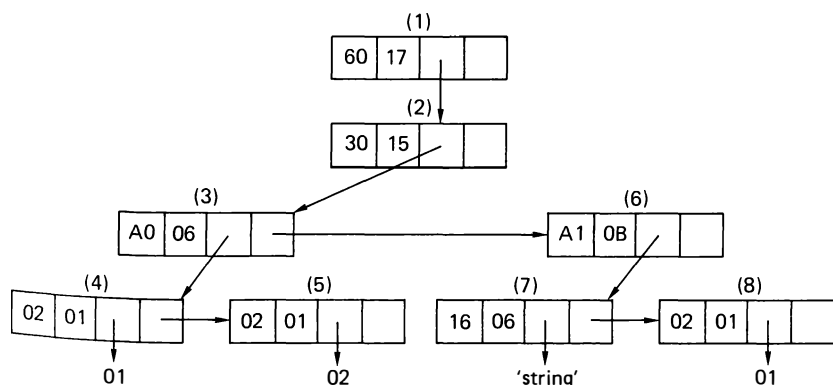 (1)
60 17
(2)
30 15
(3) (6)
A0 06 A1 0B
(4) (5) (7) (8)
02 01 02 01 16 06 02 01
01 02 'string' 01